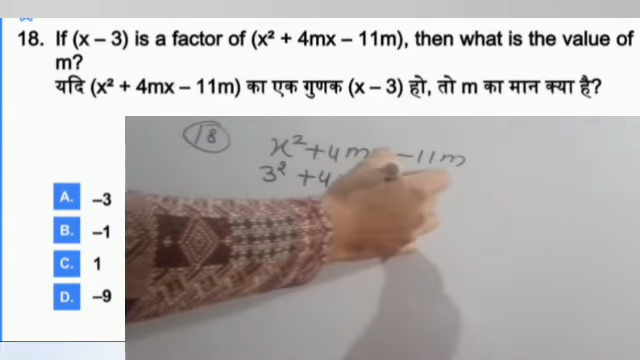 18. If (x – 3) is a factor of (x² + 4mx – 11m), then what is the value of
m?
यदि (x² + 4mx – 11m) का एक गुणक (x – 3) हो, तो m का मान क्या है?
18
x²+4m –11m
3² +4
A. –3
B. –1
C. 1
D. –9